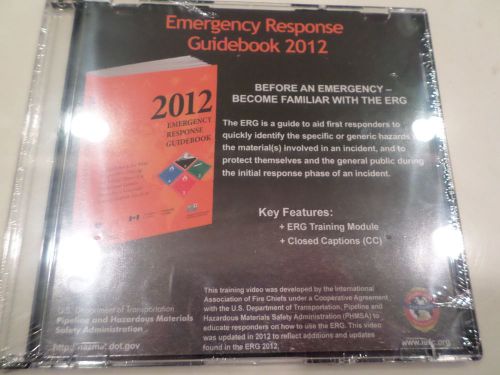 Emergency Response
Guidebook 2012
2012
EMERGENCY
RESPONSE
GUIDEBOOK
BEFORE AN EMERGENCY –
BECOME FAMILIAR WITH THE ERG
The ERG is a guide to aid first responders to
quickly identify the specific or generic hazards
the material(s) involved in an incident, and to
protect themselves and the general public during
the initial response phase of an incident.
Key Features:
+ ERG Training Module
+ Closed Captions (CC)
U.S. Department of Transportation
Pipeline and Hazardous Materials
Safety Administration
http://hazmat.dot.gov
This training video was developed by the International
Association of Fire Chiefs under a Cooperative Agreement
with the U.S. Department of Transportation, Pipeline and
Hazardous Materials Safety Administration (PHMSA) to
educate responders on how to use the ERG. This video
was updated in 2012 to reflect additions and updates
found in the ERG 2012.
www.iafc.org